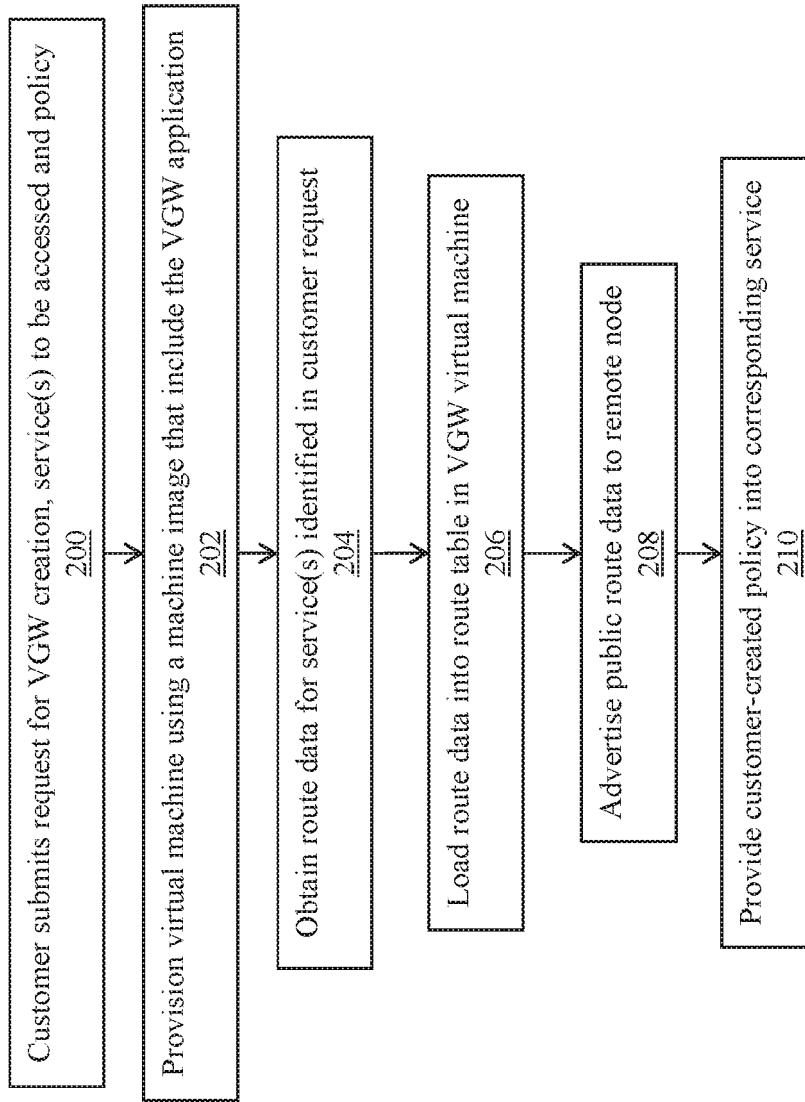 Customer submits request for VGW creation, service(s) to be accessed and policy
200
Provision virtual machine using a machine image that include the VGW application
202
Obtain route data for service(s) identified in customer request
204
Load route data into route table in VGW virtual machine
206
Advertise public route data to remote node
208
Provide customer-created policy into corresponding service
210